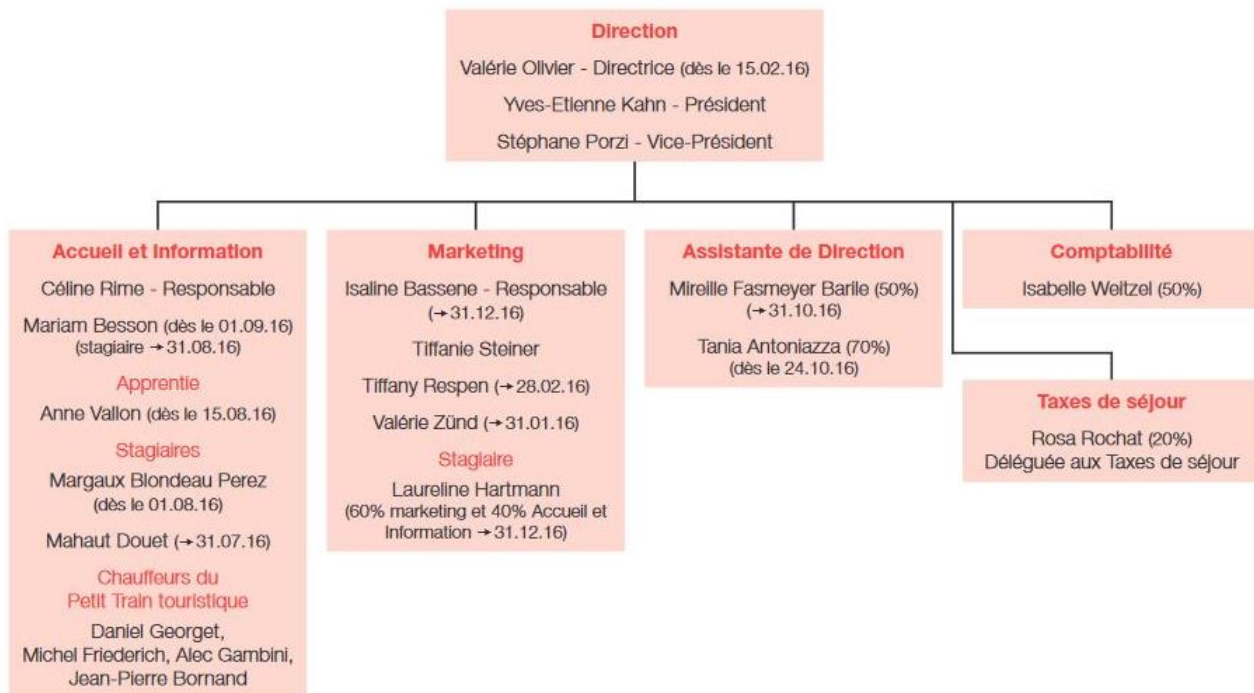 Direction
Valérie Olivier - Directrice (dès le 15.02.16)
Yves-Etienne Kahn - Président
Stéphane Porzi - Vice-Président
Accueil et Information
Céline Rime - Responsable
Mariam Besson (dès le 01.09.16)
(stagiaire → 31.08.16)
Apprentie
Anne Vallon (dès le 15.08.16)
Stagiaires
Margaux Blondeau Perez
(dès le 01.08.16)
Mahaut Douet (→ 31.07.16)
Chauffeurs du
Petit Train touristique
Daniel Georget,
Michel Friederich, Alec Gambini,
Jean-Pierre Bornand
Marketing
Isaline Bassene - Responsable
(→ 31.12.16)
Tiffanie Steiner
Tiffany Respen (→ 28.02.16)
Valérie Zünd (→ 31.01.16)
Stagiaire
Laureline Hartmann
(60% marketing et 40% Accueil et
Information → 31.12.16)
Assistante de Direction
Mireille Fasmeyer Barile (50%)
(→ 31.10.16)
Tania Antoniazza (70%)
(dès le 24.10.16)
Comptabilité
Isabelle Weitzel (50%)
Taxes de séjour
Rosa Rochat (20%)
Déléguée aux Taxes de séjour